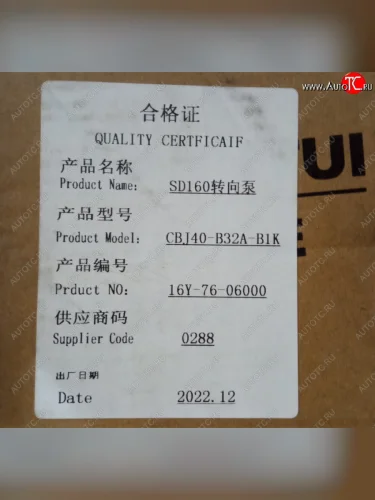 www.AutoTC.ru
合格证
QUALITY CERTFICAIF
产品名称
Product Name: SD160转向泵
产品型号
Product Model: CBJ40-B32A-B1K
产品编号
Prduct NO: 16Y-76-06000
供应商码
Supplier Code 0288
出厂日期
Date 2022.12